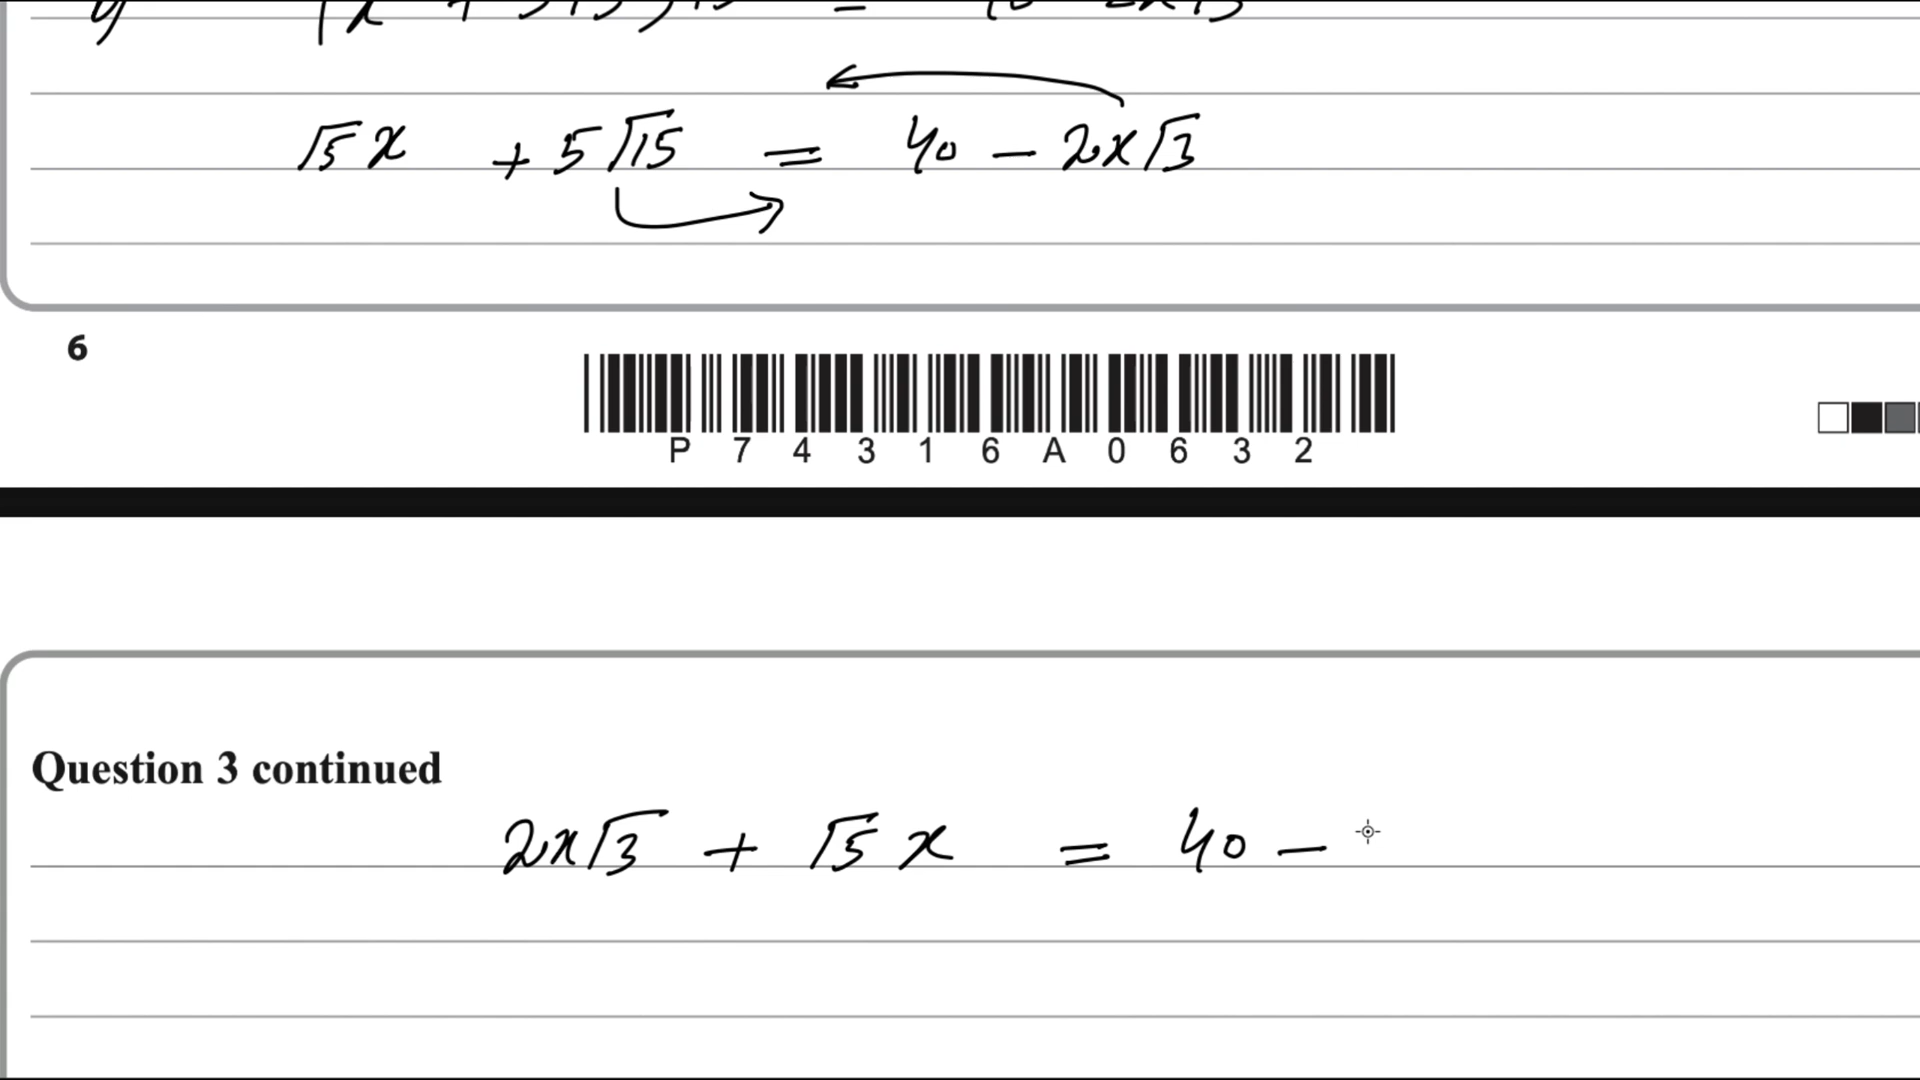 √5 x + 5√15 = 40 - 2x√3
6
P 7 4 3 1 6 A 0 6 3 2
Question 3 continued
2x√3 + √5 x = 40 -